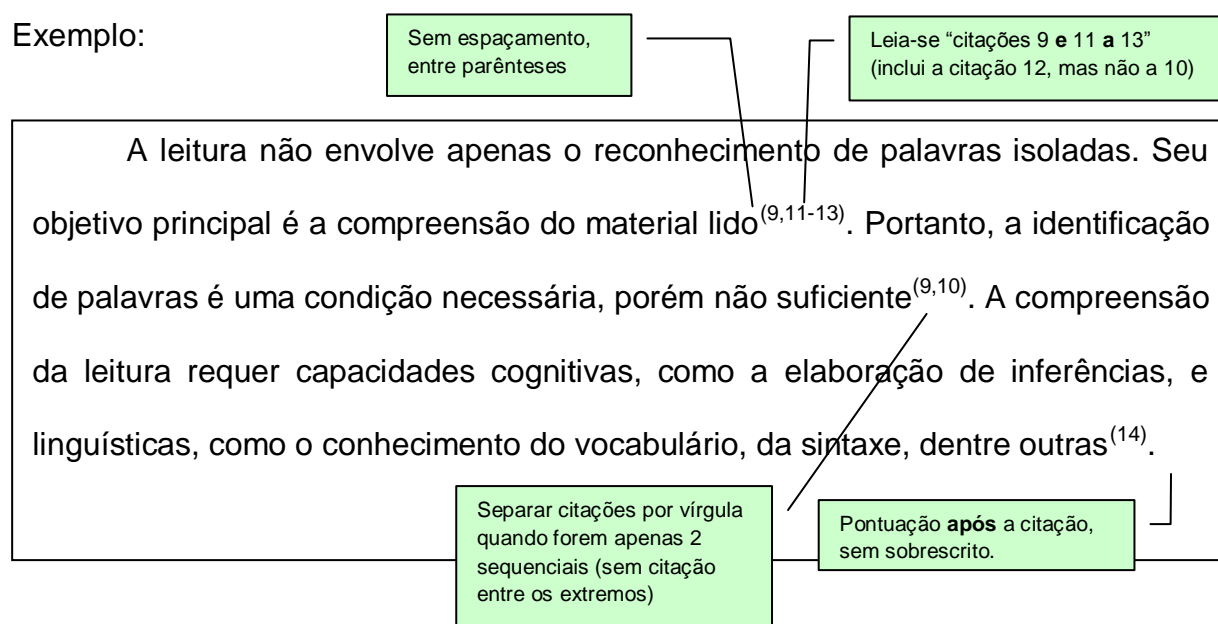 Exemplo:
Sem espaçamento,
entre parênteses
Leia-se “citações 9 e 11 a 13”
(inclui a citação 12, mas não a 10)
A leitura não envolve apenas o reconhecimento de palavras isoladas. Seu
objetivo principal é a compreensão do material lido(9,11-13). Portanto, a identificação
de palavras é uma condição necessária, porém não suficiente(9,10). A compreensão
da leitura requer capacidades cognitivas, como a elaboração de inferências, e
linguísticas, como o conhecimento do vocabulário, da sintaxe, dentre outras(14).
Separar citações por vírgula
quando forem apenas 2
sequenciais (sem citação
entre os extremos)
Pontuação após a citação,
sem sobrescrito.